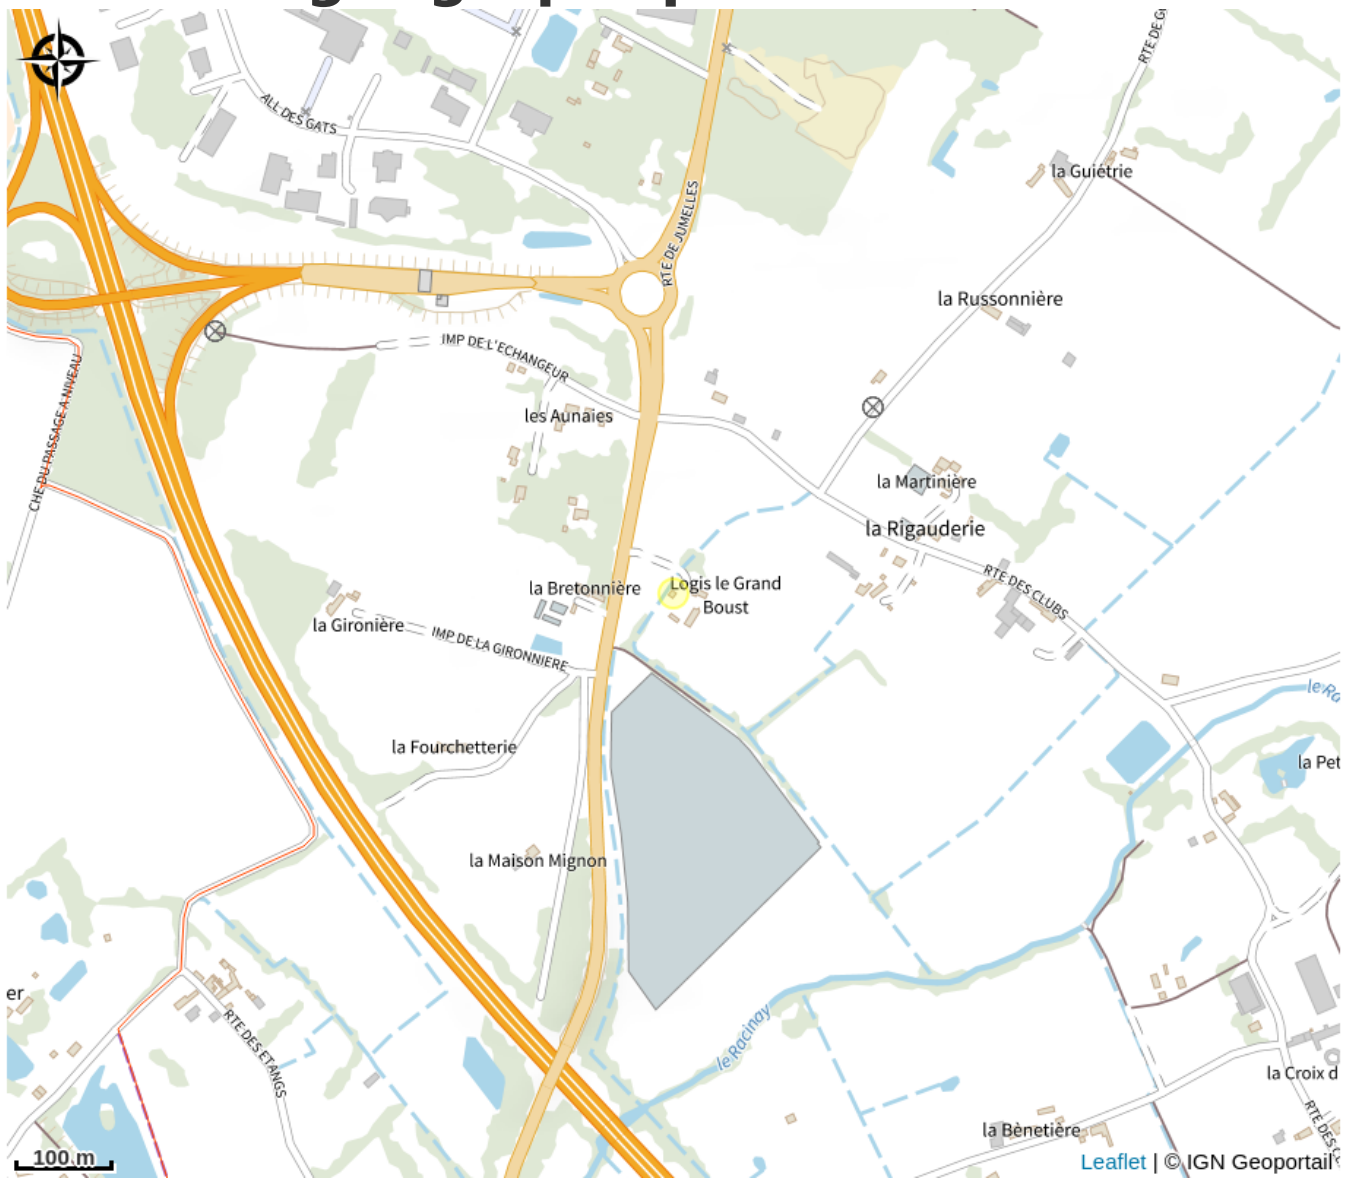 RTE DE G
ALL DES GATS
la Guiétrie
RTE DE JUMELLES
la Russonnière
IMP DE L'ECHANGEUR
CHE DU PASSAGE A NIVEAU
les Aunaies
la Martinière
la Rigauderie
RTE DES CLUBS
la Bretonnière
Logis le Grand
Boust
la Gironière
IMP DE LA GIRONNIERE
le Ra
la Fourchetterie
la Pet
la Maison Mignon
er
RTE DES ETANGS
le Racinay
la Croix d
RTE DES C
la Bènetière
100 m
Leaflet | © IGN Geoportail